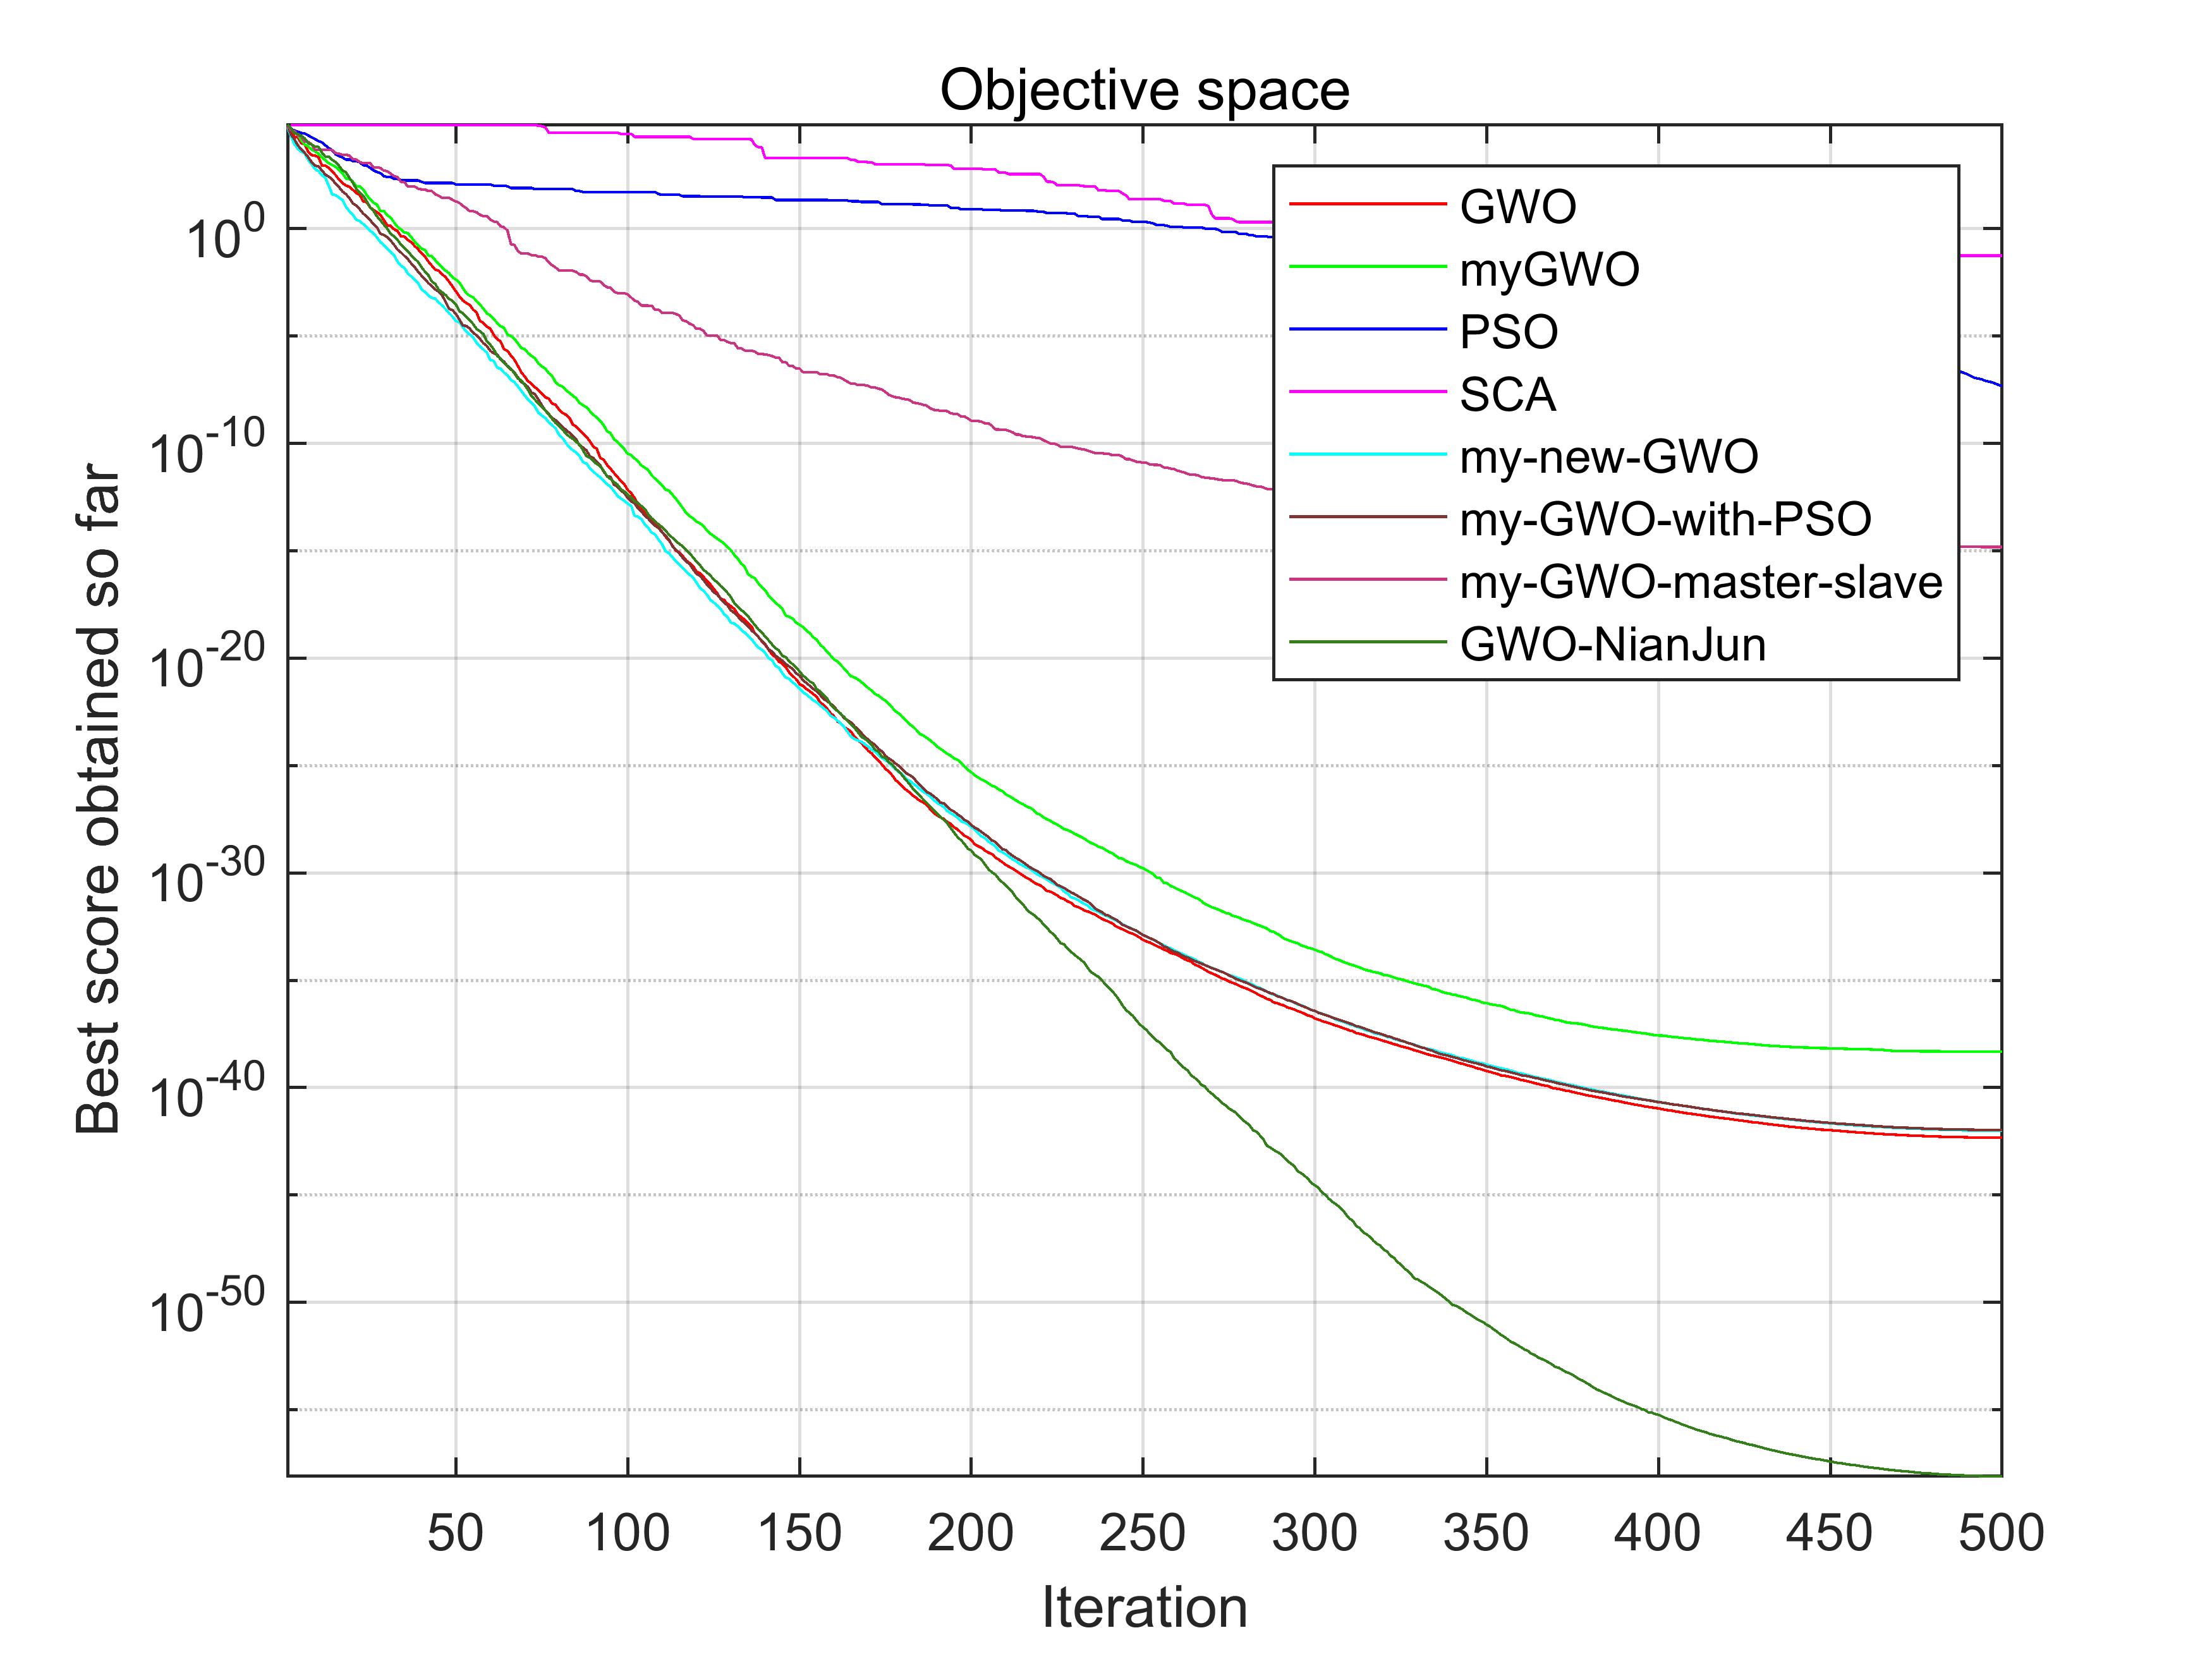 Objective space
Best score obtained so far
10^0
10^-10
10^-20
10^-30
10^-40
10^-50
GWO
myGWO
PSO
SCA
my-new-GWO
my-GWO-with-PSO
my-GWO-master-slave
GWO-NianJun
50 100 150 200 250 300 350 400 450 500
Iteration